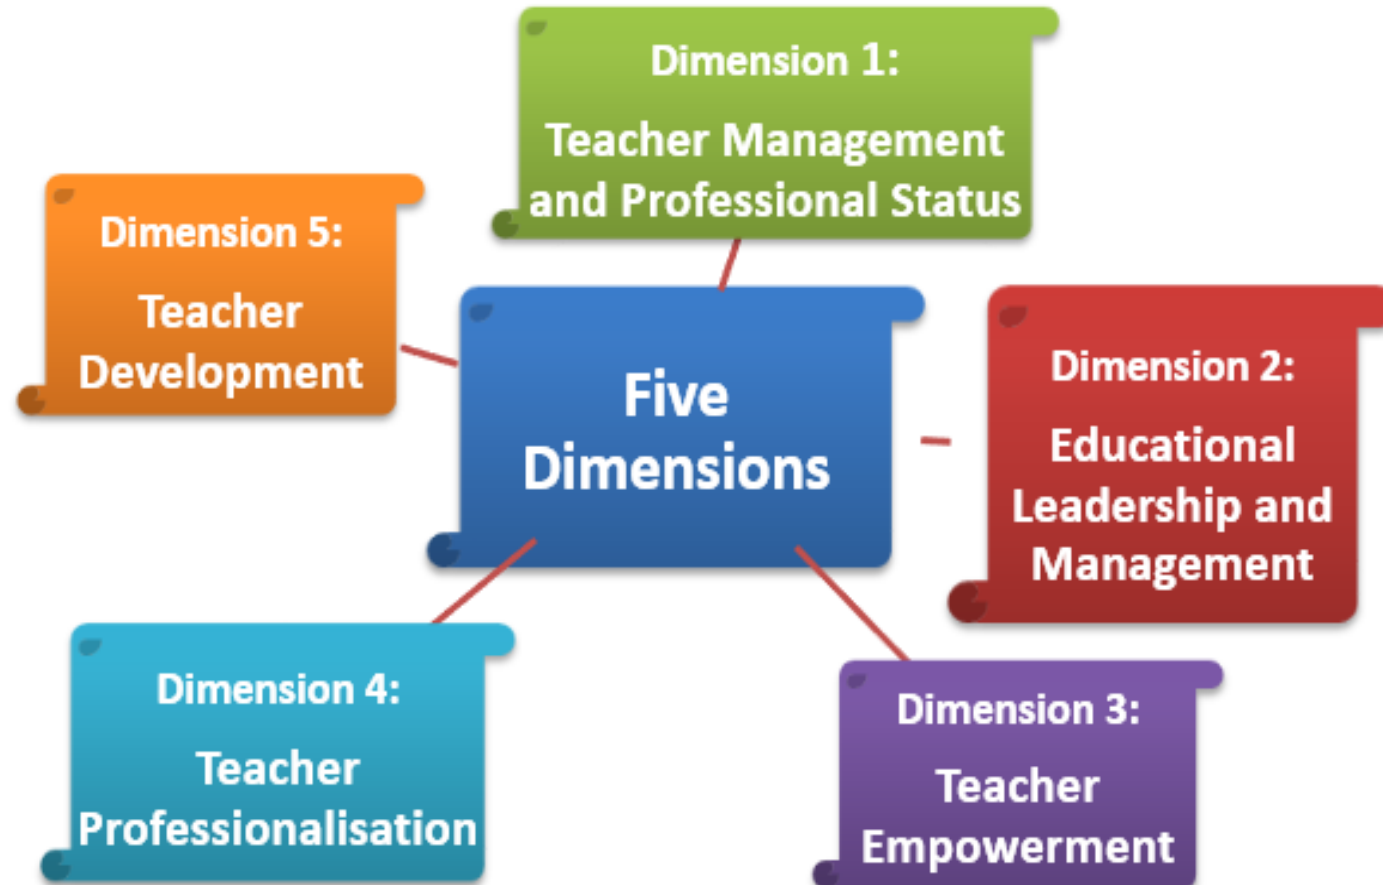 Dimension 1:
Teacher Management
and Professional Status
Dimension 5:
Teacher
Development
Five
Dimensions
Dimension 2:
Educational
Leadership and
Management
Dimension 4:
Teacher
Professionalisation
Dimension 3:
Teacher
Empowerment